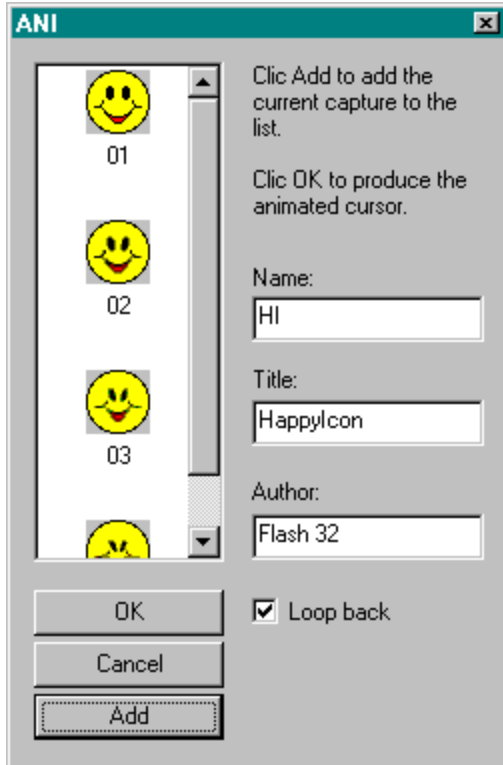 ANI
01
02
03
Clic Add to add the
current capture to the
list.
Clic OK to produce the
animated cursor.
Name:
HI
Title:
HappyIcon
Author:
Flash 32
Loop back
OK
Cancel
Add